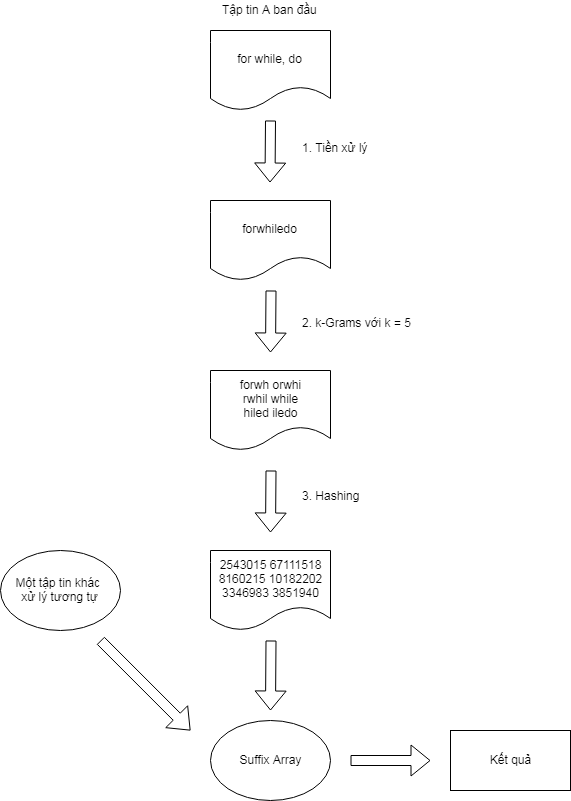 Tập tin A ban đầu
for while, do
1. Tiền xử lý
forwhiledo
2. k-Grams với k = 5
forwh orwhi
rwhil while
hiled iledo
3. Hashing
2543015 67111518
8160215 10182202
3346983 3851940
Một tập tin khác
xử lý tương tự
Suffix Array
Kết quả